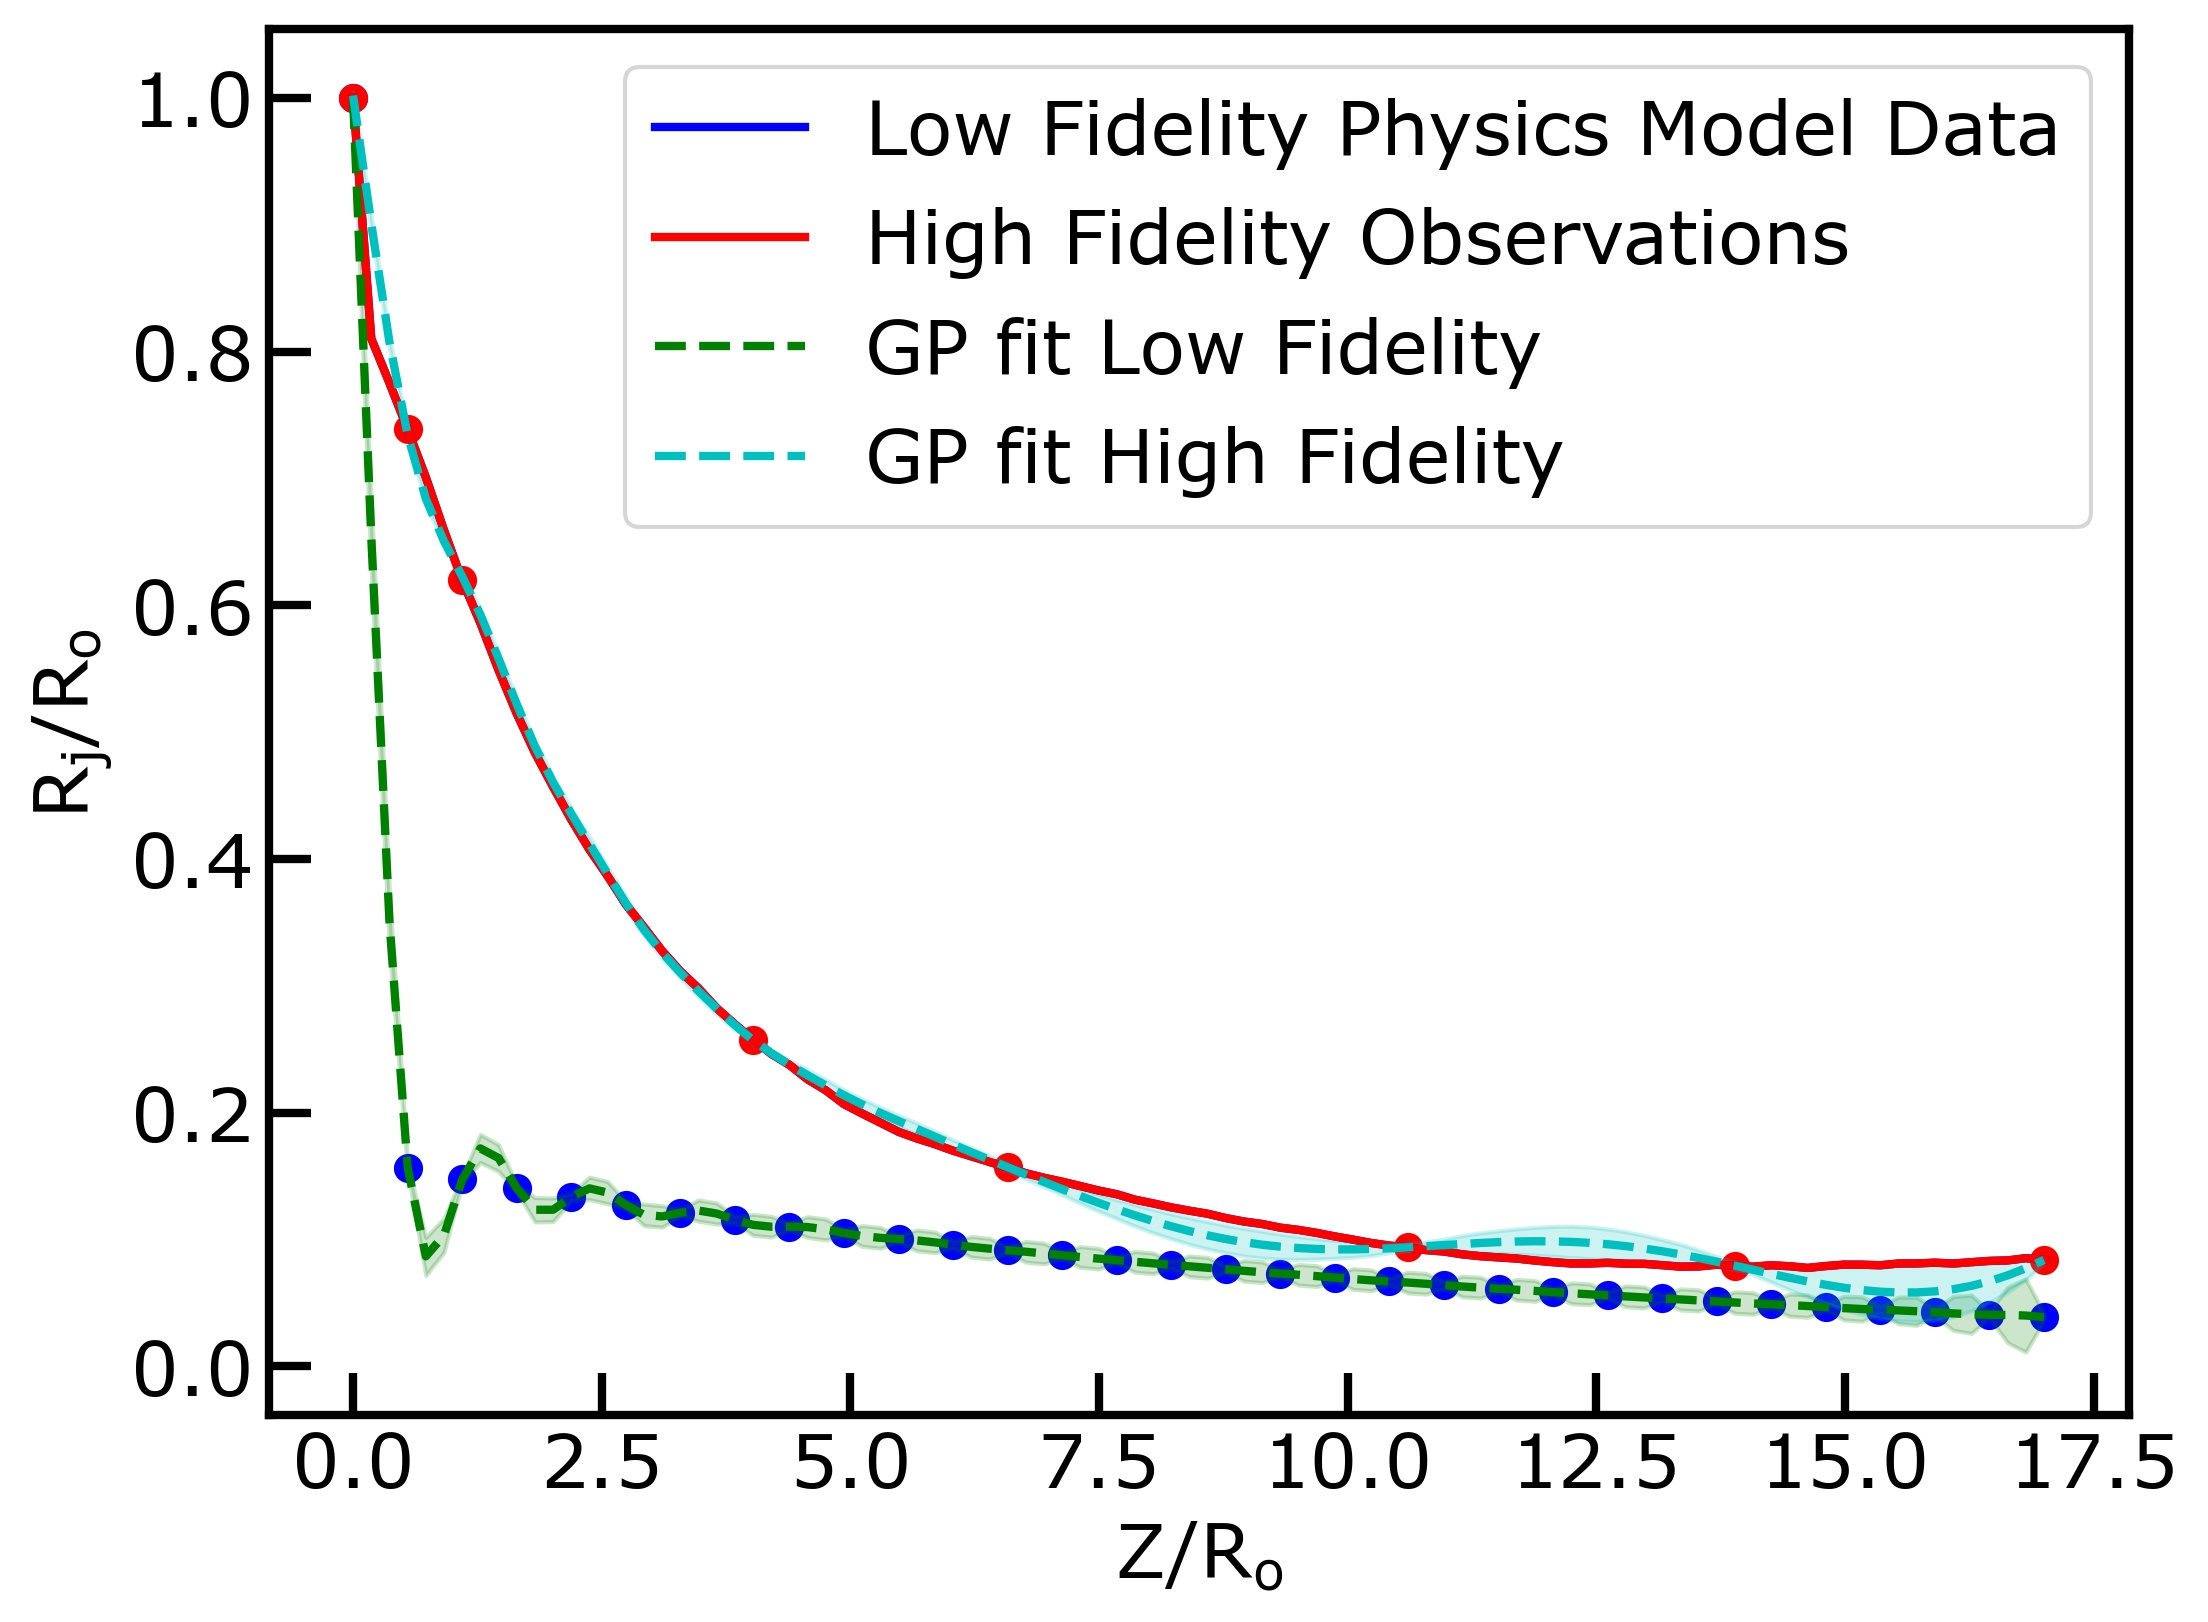 1.0
0.8
0.6
0.4
0.2
0.0
Rj/Ro
Low Fidelity Physics Model Data
High Fidelity Observations
GP fit Low Fidelity
GP fit High Fidelity
0.0 2.5 5.0 7.5 10.0 12.5 15.0 17.5
Z/Ro